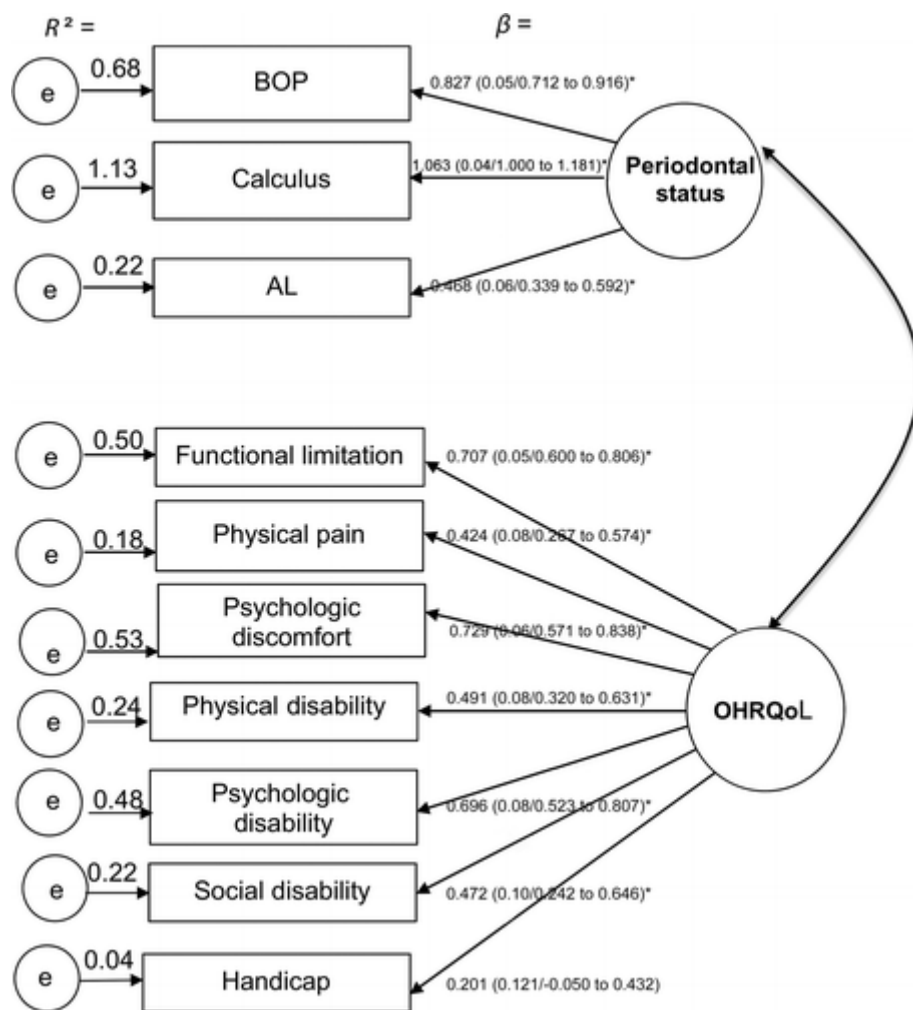 R² =
β =
e
0.68
BOP
0.827 (0.05/0.712 to 0.916)*
e
1.13
Calculus
1.063 (0.04/1.000 to 1.181)*
Periodontal
status
e
0.22
AL
0.468 (0.06/0.339 to 0.592)*
e
0.50
Functional limitation
0.707 (0.05/0.600 to 0.806)*
e
0.18
Physical pain
0.424 (0.08/0.267 to 0.574)*
e
0.53
Psychologic
discomfort
0.729 (0.06/0.571 to 0.838)*
e
0.24
Physical disability
0.491 (0.08/0.320 to 0.631)*
OHRQoL
e
0.48
Psychologic
disability
0.696 (0.08/0.523 to 0.807)*
e
0.22
Social disability
0.472 (0.10/0.242 to 0.646)*
e
0.04
Handicap
0.201 (0.121/-0.050 to 0.432)